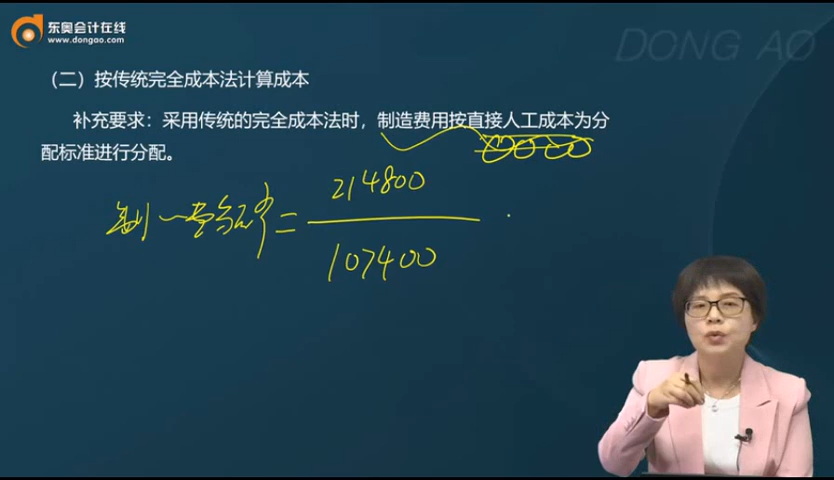 东奥会计在线
www.dongao.com
DONG AO
（二）按传统完全成本法计算成本
补充要求：采用传统的完全成本法时，制造费用按直接人工成本为分
配标准进行分配。
214800
=
107400